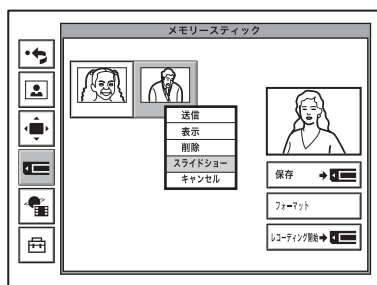 メモリースティック
送信
表示
削除
スライドショー
キャンセル
保存
フォーマット
レコーディング開始